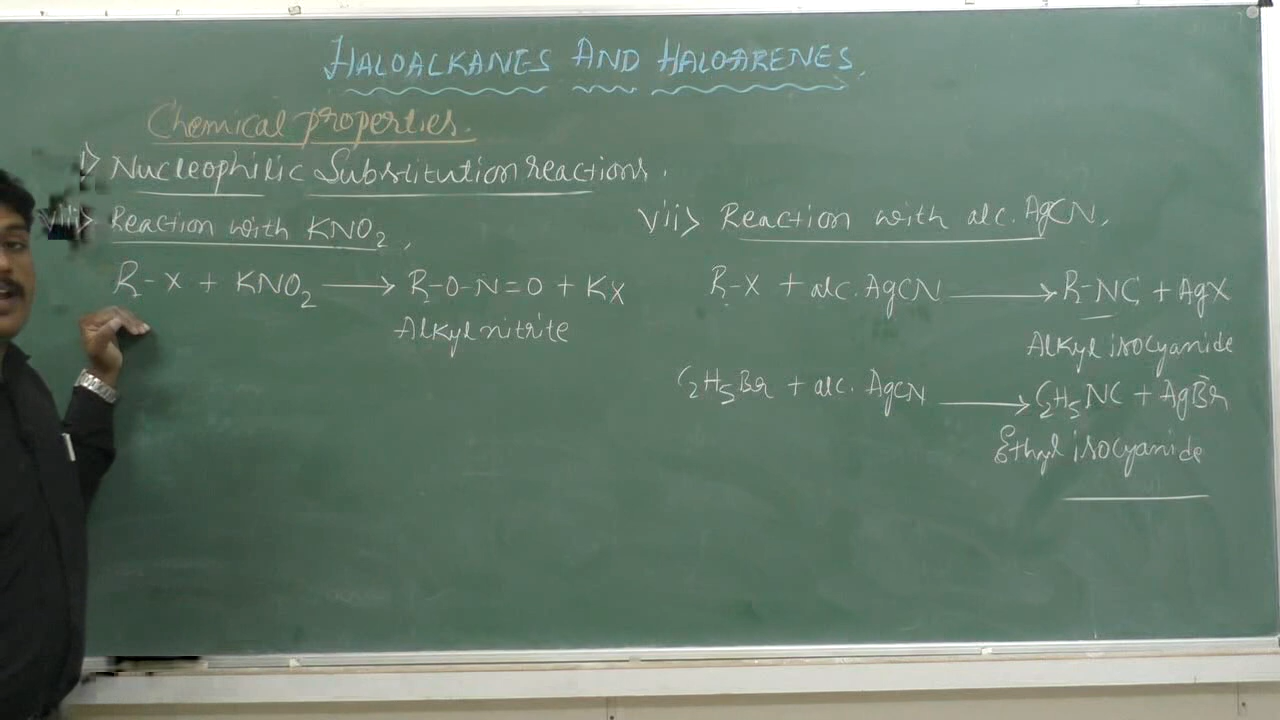 HALOALKANES AND HALOARENES.
Chemical properties.
i> Nucleophilic Substitution reactions.
viii> Reaction with KNO₂,
R-X + KNO₂ ⟶ R-O-N=O + KX
Alkyl nitrite
vii> Reaction with alc. AgCN,
R-X + alc. AgCN ⟶ R-NC + AgX
Alkyl isocyanide
C₂H₅Br + alc. AgCN ⟶ C₂H₅NC + AgBr
Ethyl isocyanide